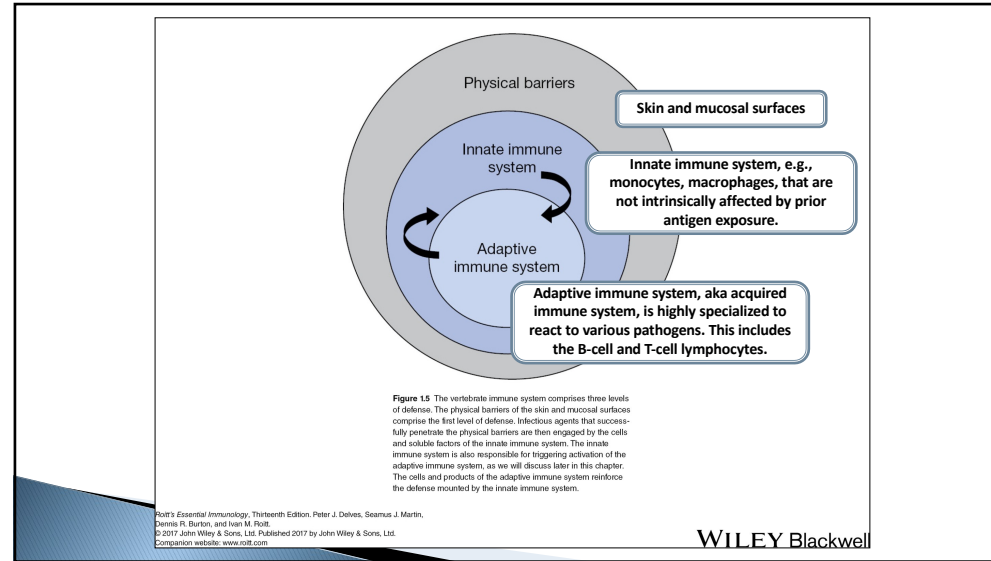 Physical barriers
Skin and mucosal surfaces
Innate immune
system
Innate immune system, e.g.,
monocytes, macrophages, that are
not intrinsically affected by prior
antigen exposure.
Adaptive
immune system
Adaptive immune system, aka acquired
immune system, is highly specialized to
react to various pathogens. This includes
the B-cell and T-cell lymphocytes.
Figure 1.5 The vertebrate immune system comprises three levels
of defense. The physical barriers of the skin and mucosal surfaces
comprise the first level of defense. Infectious agents that success-
fully penetrate the physical barriers are then engaged by the cells
and soluble factors of the innate immune system. The innate
immune system is also responsible for triggering activation of the
adaptive immune system, as we will discuss later in this chapter.
The cells and products of the adaptive immune system reinforce
the defense mounted by the innate immune system.
Roitt's Essential Immunology, Thirteenth Edition. Peter J. Delves, Seamus J. Martin,
Dennis R. Burton, and Ivan M. Roitt.
© 2017 John Wiley & Sons, Ltd. Published 2017 by John Wiley & Sons, Ltd.
Companion website: www.roitt.com
WILEY Blackwell